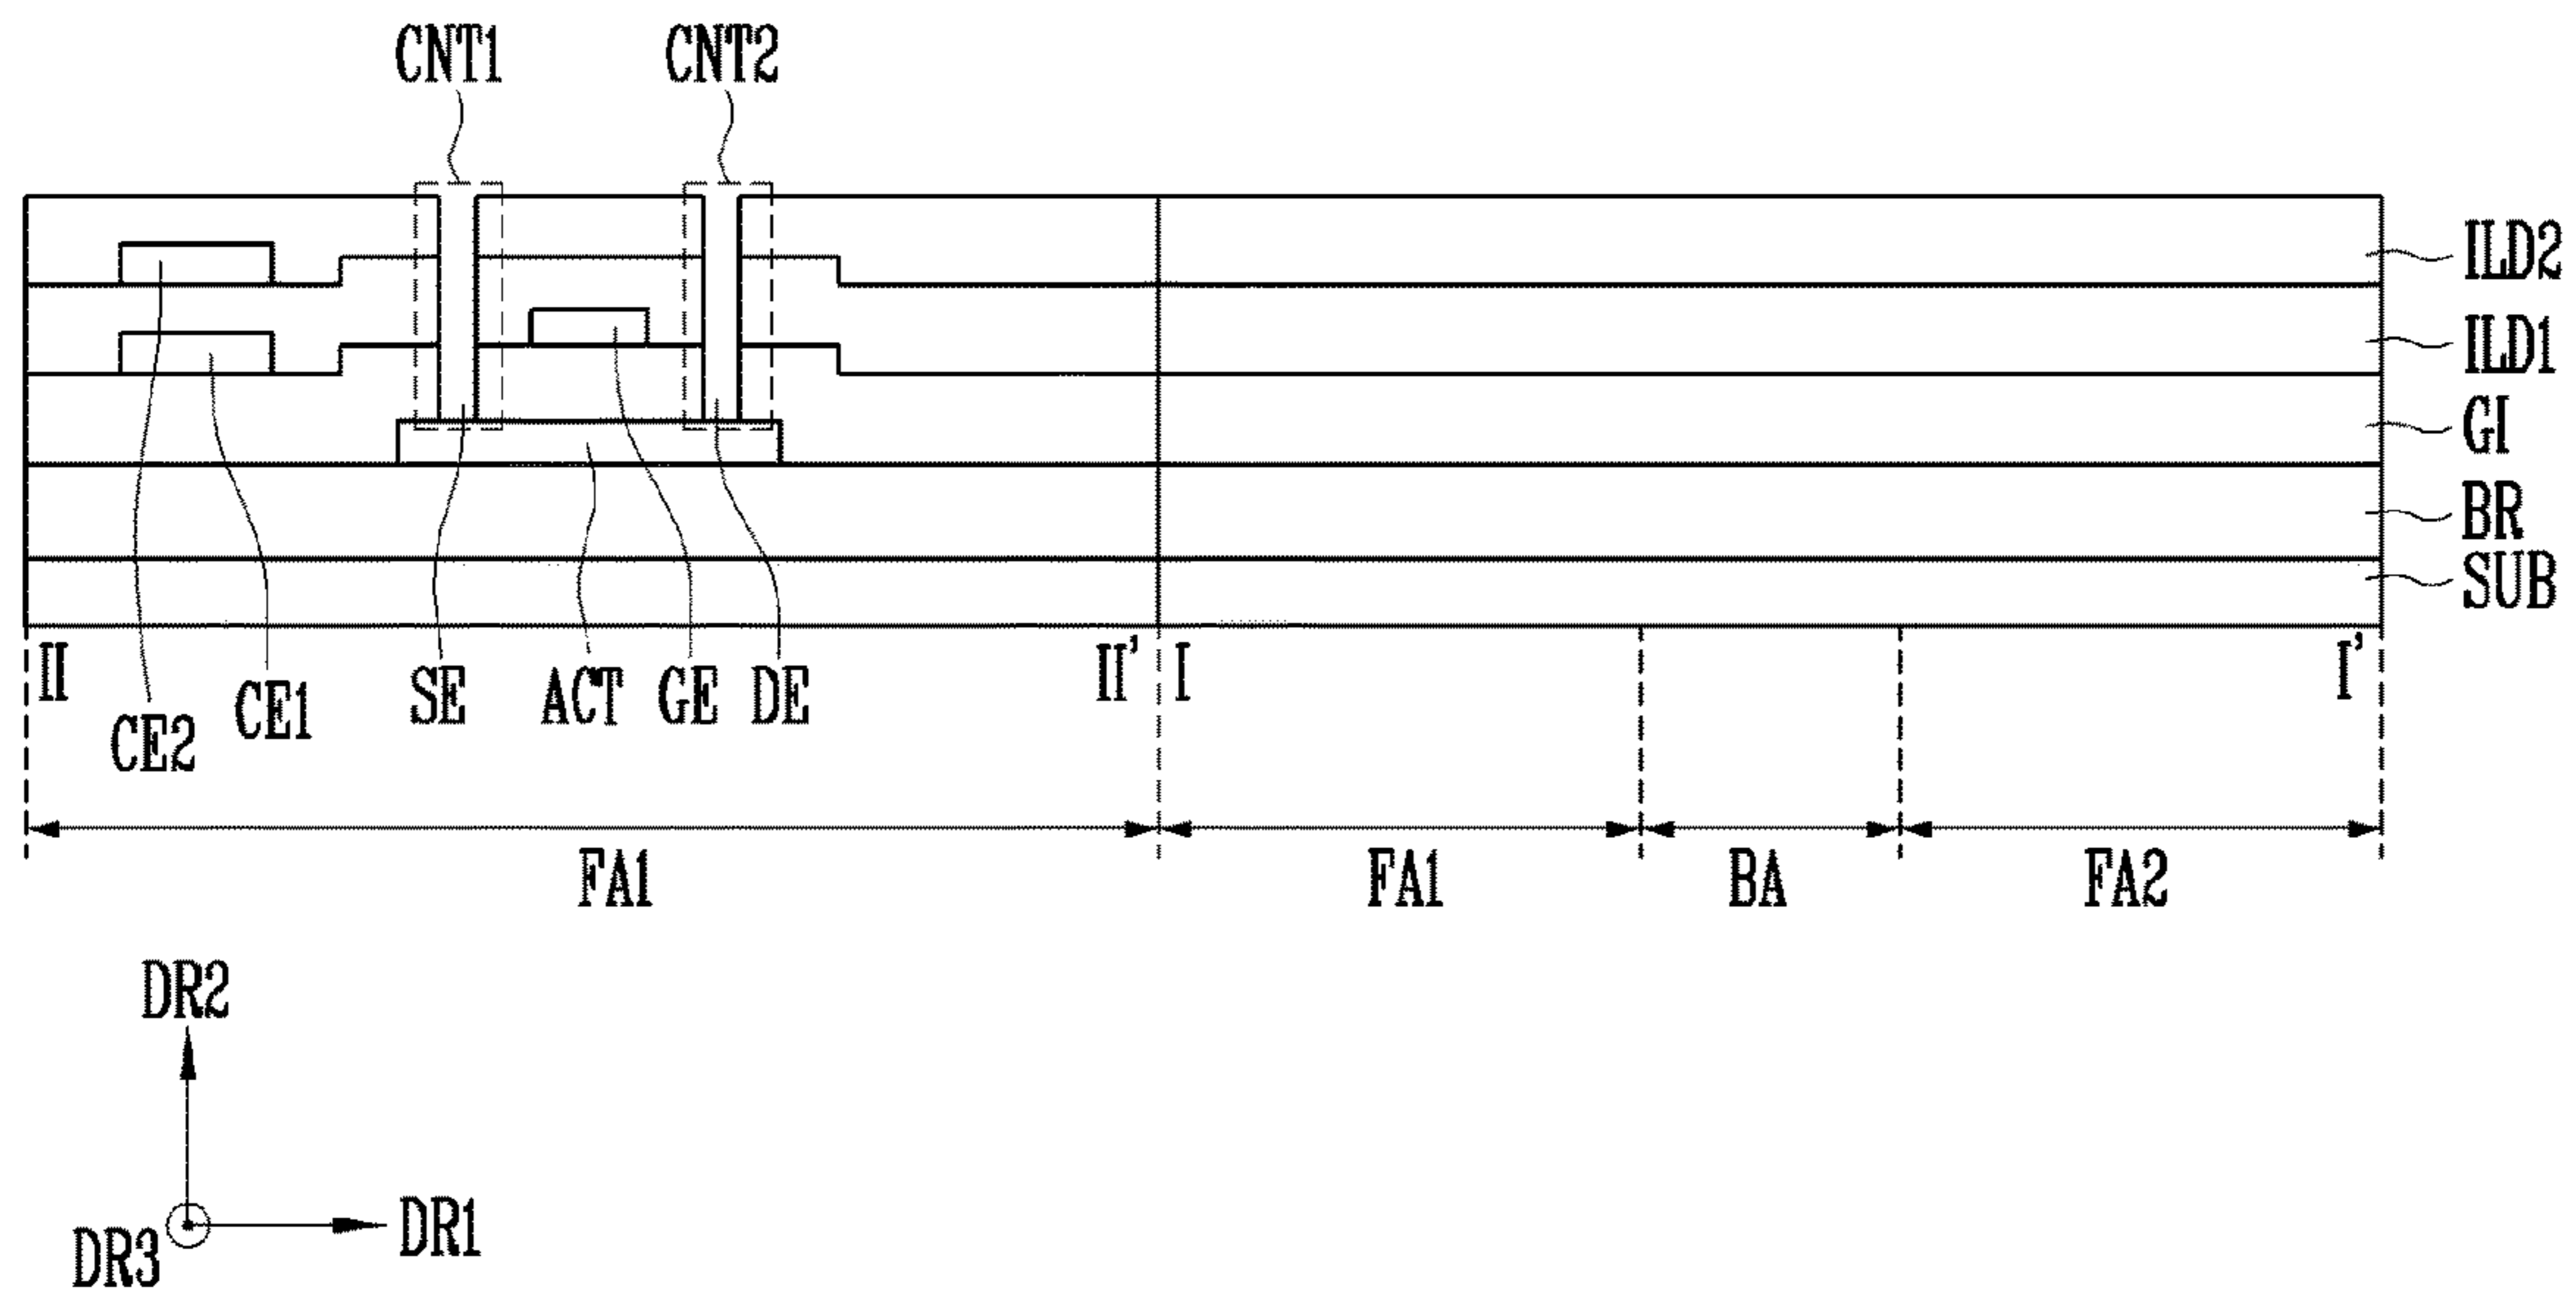 CNT1 CNT2
ILD2
ILD1
GI
BR
SUB
II II' I I'
CE2 CE1 SE ACT GE DE
FA1 FA1 BA FA2
DR2
DR3 DR1